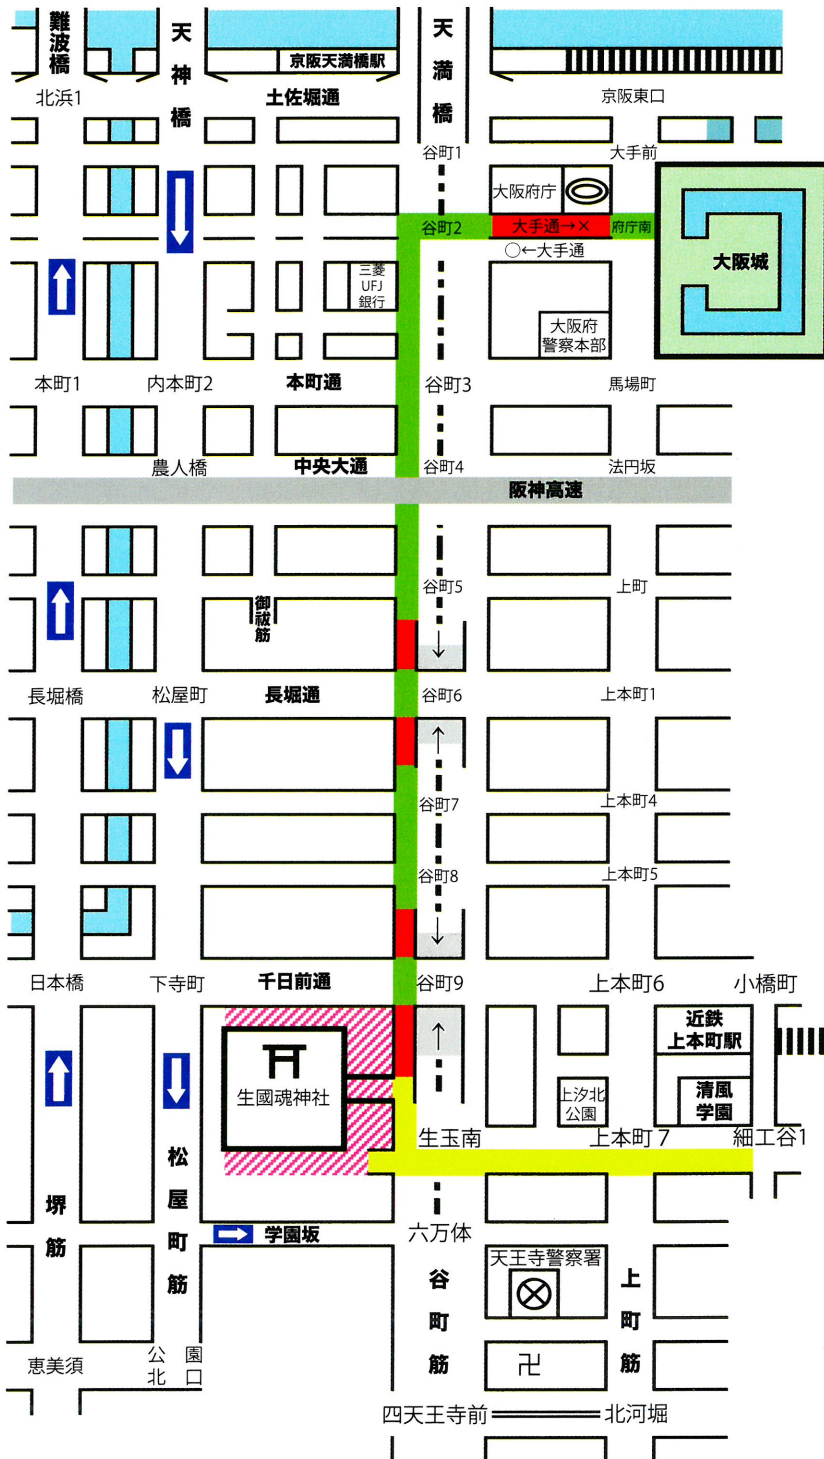 難波橋
天神橋
天満橋
京阪天満橋駅
北浜1
土佐堀通
京阪東口
谷町1
大手前
大阪府庁
谷町2
大手通→×
府庁南
○←大手通
大阪城
三菱
UFJ
銀行
大阪府
警察本部
本町1
内本町2
本町通
谷町3
馬場町
農人橋
中央大通
谷町4
法円坂
阪神高速
谷町5
上町
御祓筋
長堀橋
松屋町
長堀通
谷町6
上本町1
谷町7
上本町4
谷町8
上本町5
日本橋
下寺町
千日前通
谷町9
上本町6
小橋町
近鉄
上本町駅
生國魂神社
上汐北
公園
清風
学園
生玉南
上本町7
細工谷1
堺筋
松屋町筋
学園坂
六万体
天王寺警察署
谷町筋
上町筋
恵美須
公園
北口
四天王寺前
北河堀